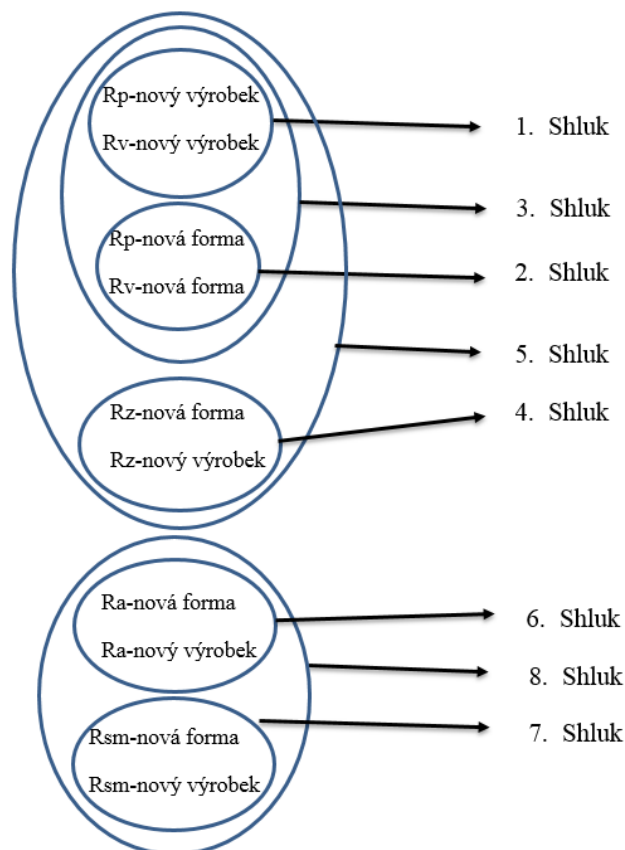 Rp-nový výrobek
Rv-nový výrobek
1. Shluk
3. Shluk
Rp-nová forma
Rv-nová forma
2. Shluk
5. Shluk
Rz-nová forma
Rz-nový výrobek
4. Shluk
Ra-nová forma
Ra-nový výrobek
6. Shluk
8. Shluk
Rsm-nová forma
Rsm-nový výrobek
7. Shluk